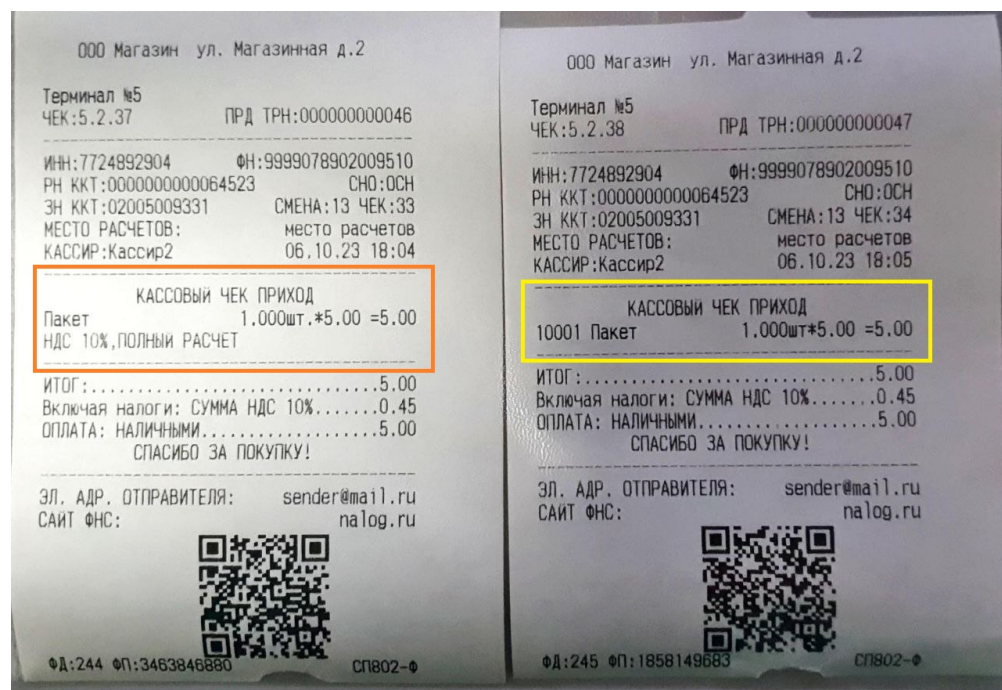 ООО Магазин ул. Магазинная д.2
Терминал №5
ЧЕК:5.2.37 ПРД ТРН:000000000046
ИНН:7724892904 ФН:9999078902009510
РН ККТ:0000000000064523 СНО:ОСН
ЗН ККТ:02005009331 СМЕНА:13 ЧЕК:33
МЕСТО РАСЧЕТОВ: место расчетов
КАССИР:Кассир2 06.10.23 18:04
КАССОВЫЙ ЧЕК ПРИХОД
Пакет 1.000шт.*5.00 =5.00
НДС 10%,ПОЛНЫЙ РАСЧЕТ
ИТОГ:..............................5.00
Включая налоги: СУММА НДС 10%.......0.45
ОПЛАТА: НАЛИЧНЫМИ...................5.00
СПАСИБО ЗА ПОКУПКУ!
ЭЛ. АДР. ОТПРАВИТЕЛЯ: sender@mail.ru
САЙТ ФНС: nalog.ru
ФД:244 ФП:3463846880 СП802-Ф
ООО Магазин ул. Магазинная д.2
Терминал №5
ЧЕК:5.2.38 ПРД ТРН:000000000047
ИНН:7724892904 ФН:9999078902009510
РН ККТ:0000000000064523 СНО:ОСН
ЗН ККТ:02005009331 СМЕНА:13 ЧЕК:34
МЕСТО РАСЧЕТОВ: место расчетов
КАССИР:Кассир2 06.10.23 18:05
КАССОВЫЙ ЧЕК ПРИХОД
10001 Пакет 1.000шт*5.00 =5.00
ИТОГ:..............................5.00
Включая налоги: СУММА НДС 10%.......0.45
ОПЛАТА: НАЛИЧНЫМИ...................5.00
СПАСИБО ЗА ПОКУПКУ!
ЭЛ. АДР. ОТПРАВИТЕЛЯ: sender@mail.ru
САЙТ ФНС: nalog.ru
ФД:245 ФП:1858149683 СП802-Ф